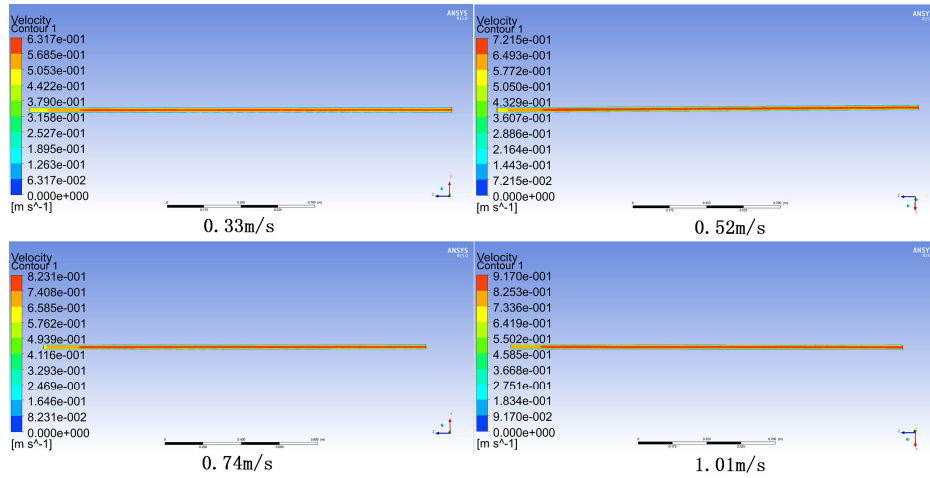 Velocity
Contour 1
6.317e-001
5.685e-001
5.053e-001
4.422e-001
3.790e-001
3.158e-001
2.527e-001
1.895e-001
1.263e-001
6.317e-002
0.000e+000
[m s^-1]
ANSYS
R15.0
0.33m/s
Velocity
Contour 1
7.215e-001
6.493e-001
5.772e-001
5.050e-001
4.329e-001
3.607e-001
2.886e-001
2.164e-001
1.443e-001
7.215e-002
0.000e+000
[m s^-1]
ANSYS
0.52m/s
Velocity
Contour 1
8.231e-001
7.408e-001
6.585e-001
5.762e-001
4.939e-001
4.116e-001
3.293e-001
2.469e-001
1.646e-001
8.231e-002
0.000e+000
[m s^-1]
ANSYS
R15.0
0.74m/s
Velocity
Contour 1
9.170e-001
8.253e-001
7.336e-001
6.419e-001
5.502e-001
4.585e-001
3.668e-001
2.751e-001
1.834e-001
9.170e-002
0.000e+000
[m s^-1]
ANSYS
1.01m/s